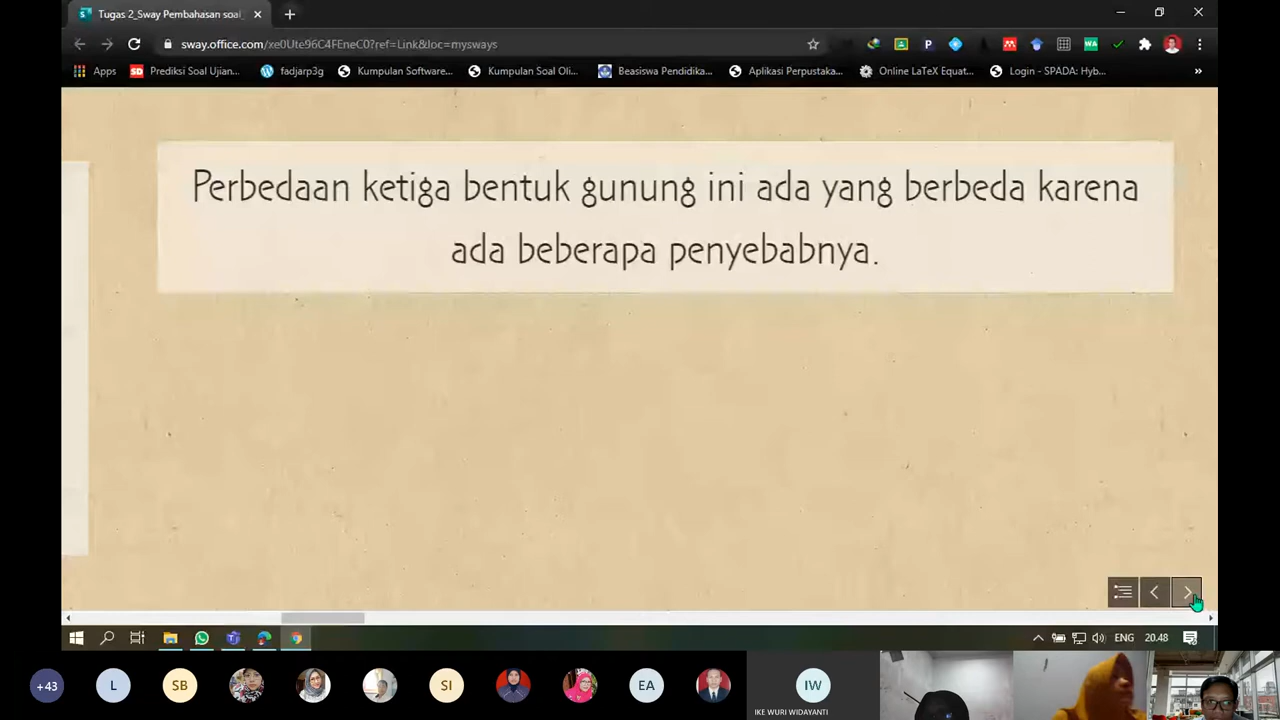 Tugas 2_Sway Pembahasan soal_
sway.office.com/xe0Ute96C4FEneC0?ref=Link&loc=mysways
Apps Prediksi Soal Ujian... fadjarp3g Kumpulan Software... Kumpulan Soal Oli... Beasiswa Pendidika... Aplikasi Perpustaka... Online LaTeX Equat... Login - SPADA: Hyb... »
Perbedaan ketiga bentuk gunung ini ada yang berbeda karena
ada beberapa penyebabnya.
ENG 20.48
+43 L SB SI EA IW
IKE WURI WIDAYANTI